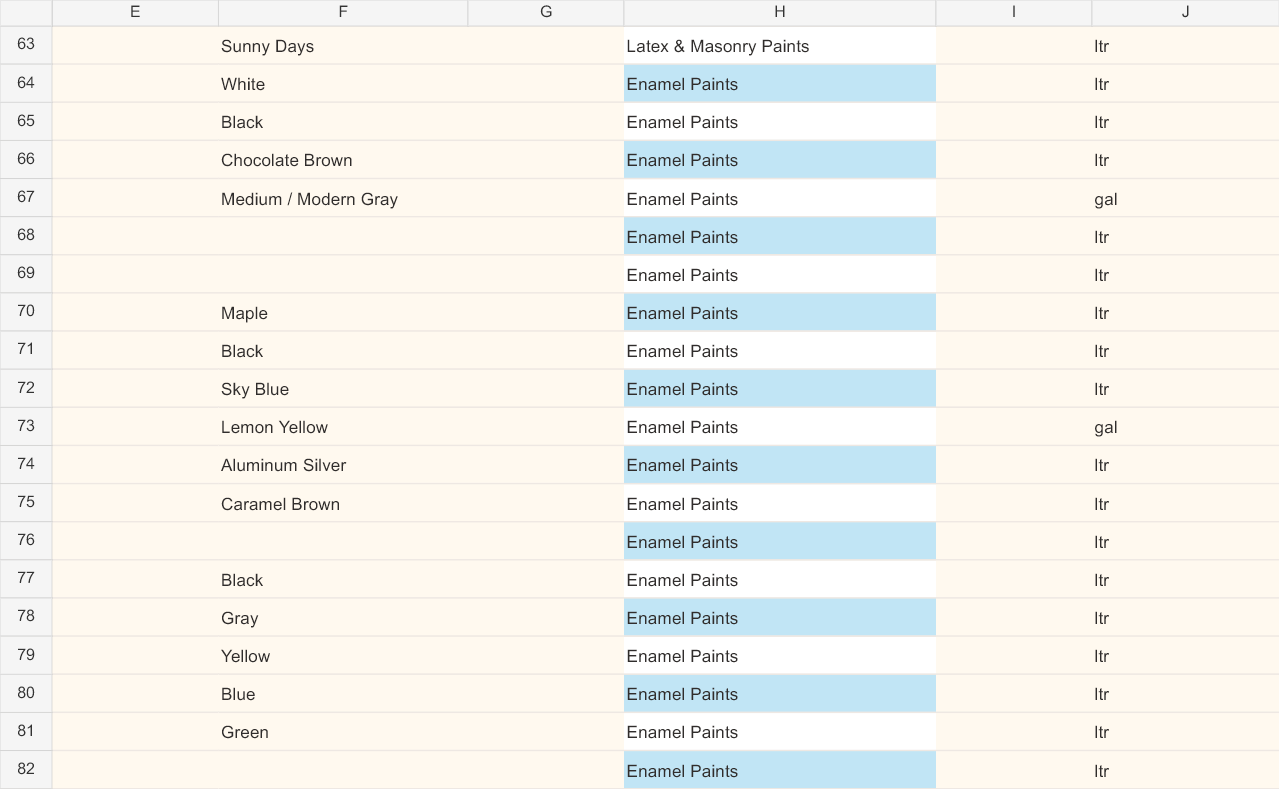 E F G H I J
63 Sunny Days Latex & Masonry Paints ltr
64 White Enamel Paints ltr
65 Black Enamel Paints ltr
66 Chocolate Brown Enamel Paints ltr
67 Medium / Modern Gray Enamel Paints gal
68 Enamel Paints ltr
69 Enamel Paints ltr
70 Maple Enamel Paints ltr
71 Black Enamel Paints ltr
72 Sky Blue Enamel Paints ltr
73 Lemon Yellow Enamel Paints gal
74 Aluminum Silver Enamel Paints ltr
75 Caramel Brown Enamel Paints ltr
76 Enamel Paints ltr
77 Black Enamel Paints ltr
78 Gray Enamel Paints ltr
79 Yellow Enamel Paints ltr
80 Blue Enamel Paints ltr
81 Green Enamel Paints ltr
82 Enamel Paints ltr